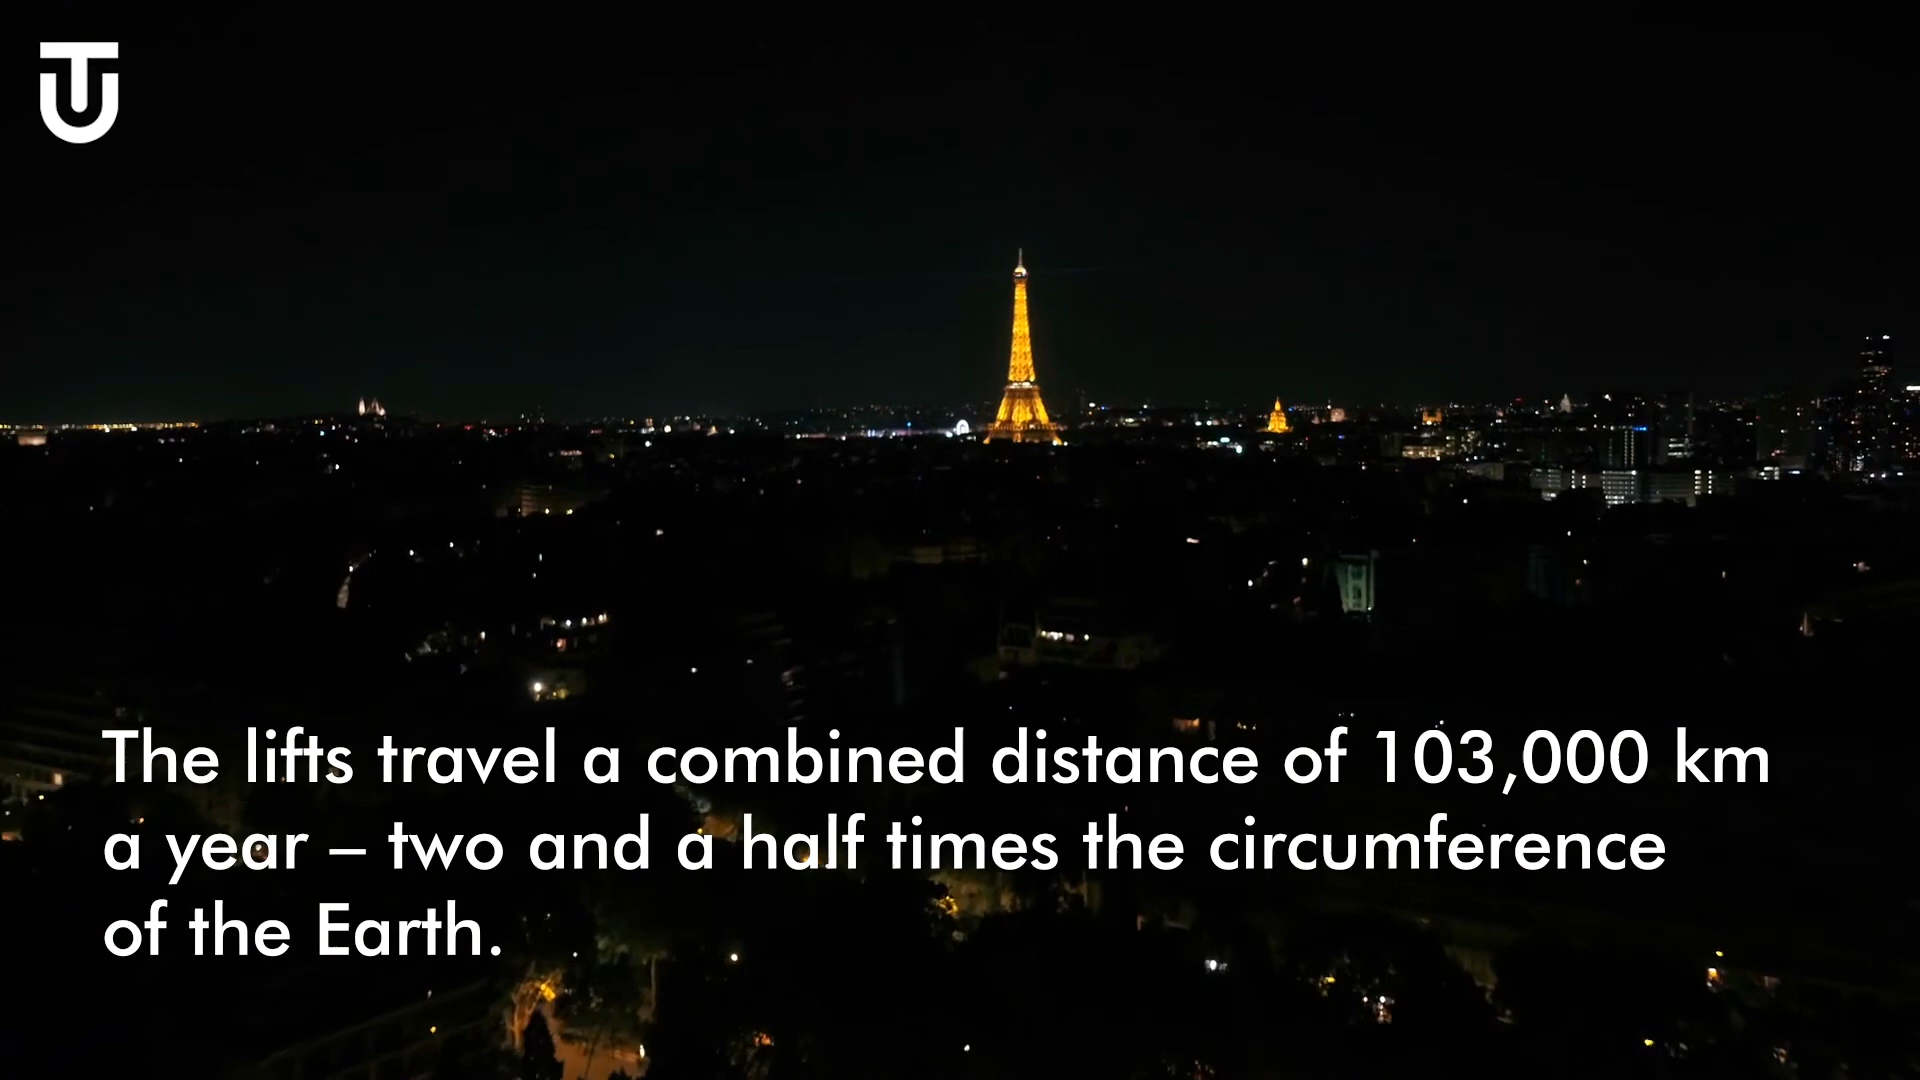 The lifts travel a combined distance of 103,000 km
a year – two and a half times the circumference
of the Earth.